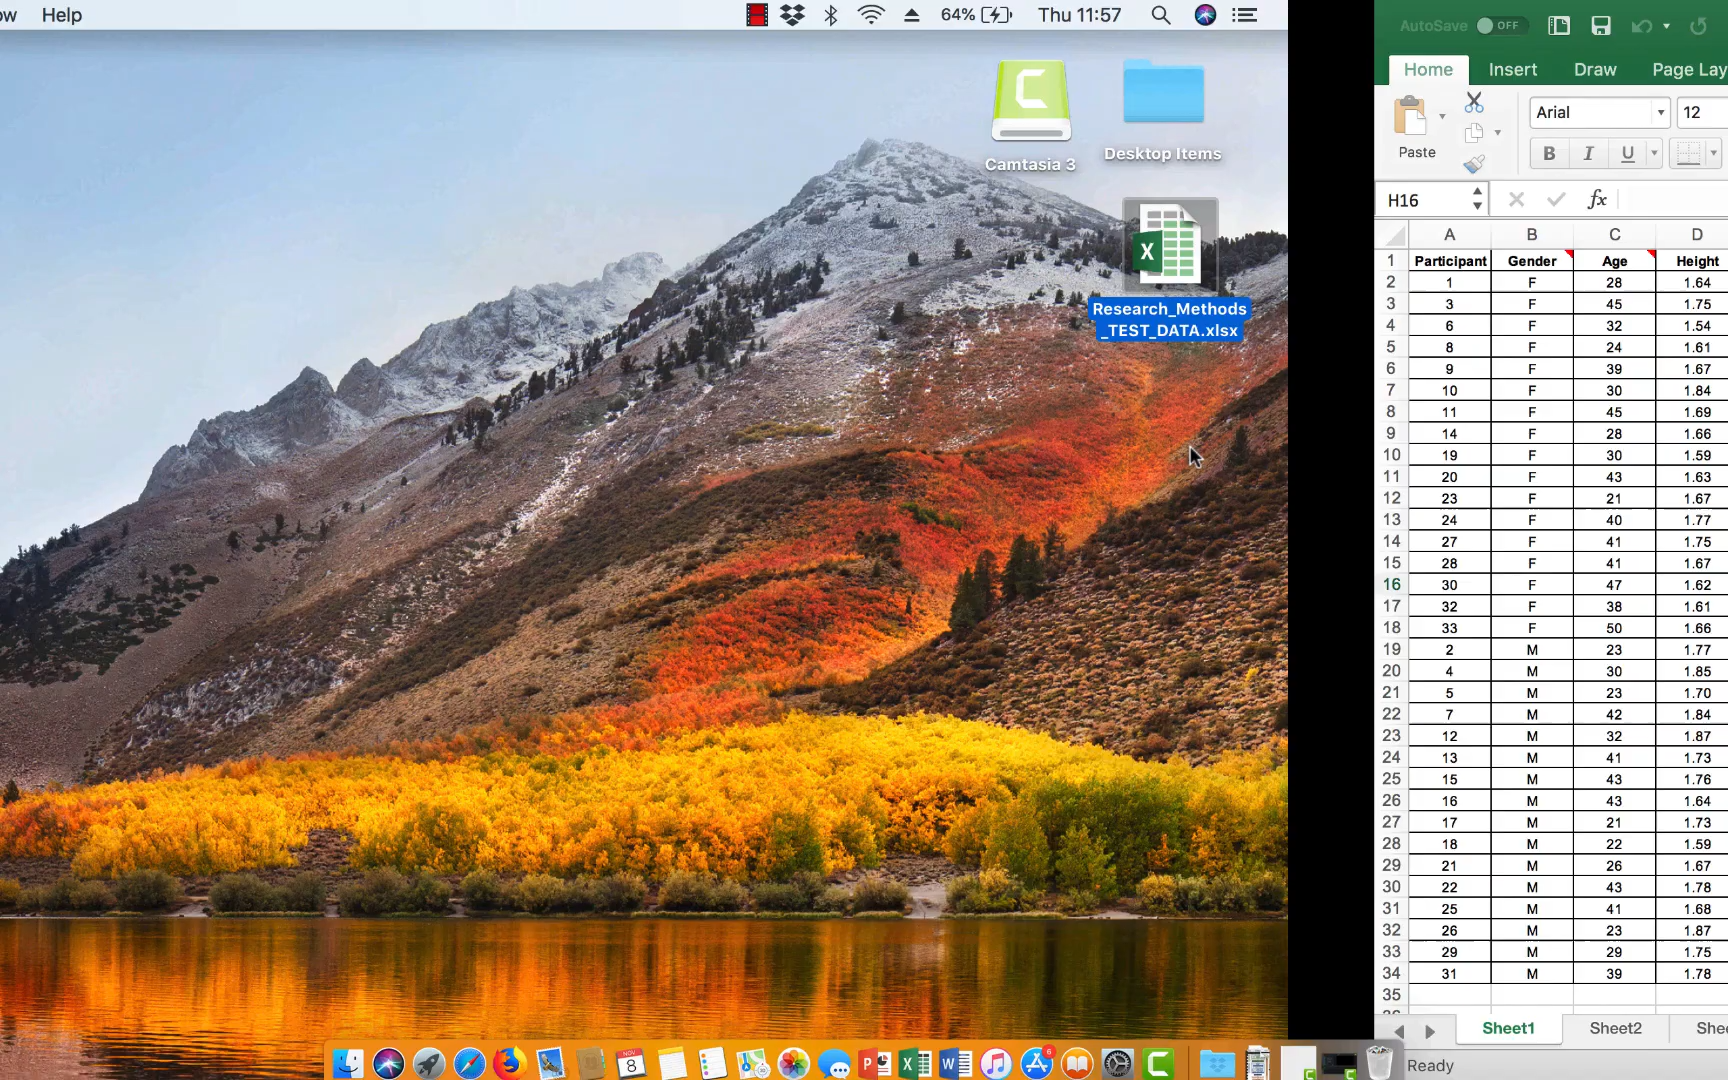 Help
64%
Thu 11:57
Camtasia 3
Desktop Items
Research_Methods
_TEST_DATA.xlsx
NOV
8
6
AutoSave OFF
Home Insert Draw Page Lay
Arial 12
Paste
B I U
H16
fx
A B C D
1 Participant Gender Age Height
2 1 F 28 1.64
3 3 F 45 1.75
4 6 F 32 1.54
5 8 F 24 1.61
6 9 F 39 1.67
7 10 F 30 1.84
8 11 F 45 1.69
9 14 F 28 1.66
10 19 F 30 1.59
11 20 F 43 1.63
12 23 F 21 1.67
13 24 F 40 1.77
14 27 F 41 1.75
15 28 F 41 1.67
16 30 F 47 1.62
17 32 F 38 1.61
18 33 F 50 1.66
19 2 M 23 1.77
20 4 M 30 1.85
21 5 M 23 1.70
22 7 M 42 1.84
23 12 M 32 1.87
24 13 M 41 1.73
25 15 M 43 1.76
26 16 M 43 1.64
27 17 M 21 1.73
28 18 M 22 1.59
29 21 M 26 1.67
30 22 M 43 1.78
31 25 M 41 1.68
32 26 M 23 1.87
33 29 M 29 1.75
34 31 M 39 1.78
35
Sheet1 Sheet2 Shee
Ready